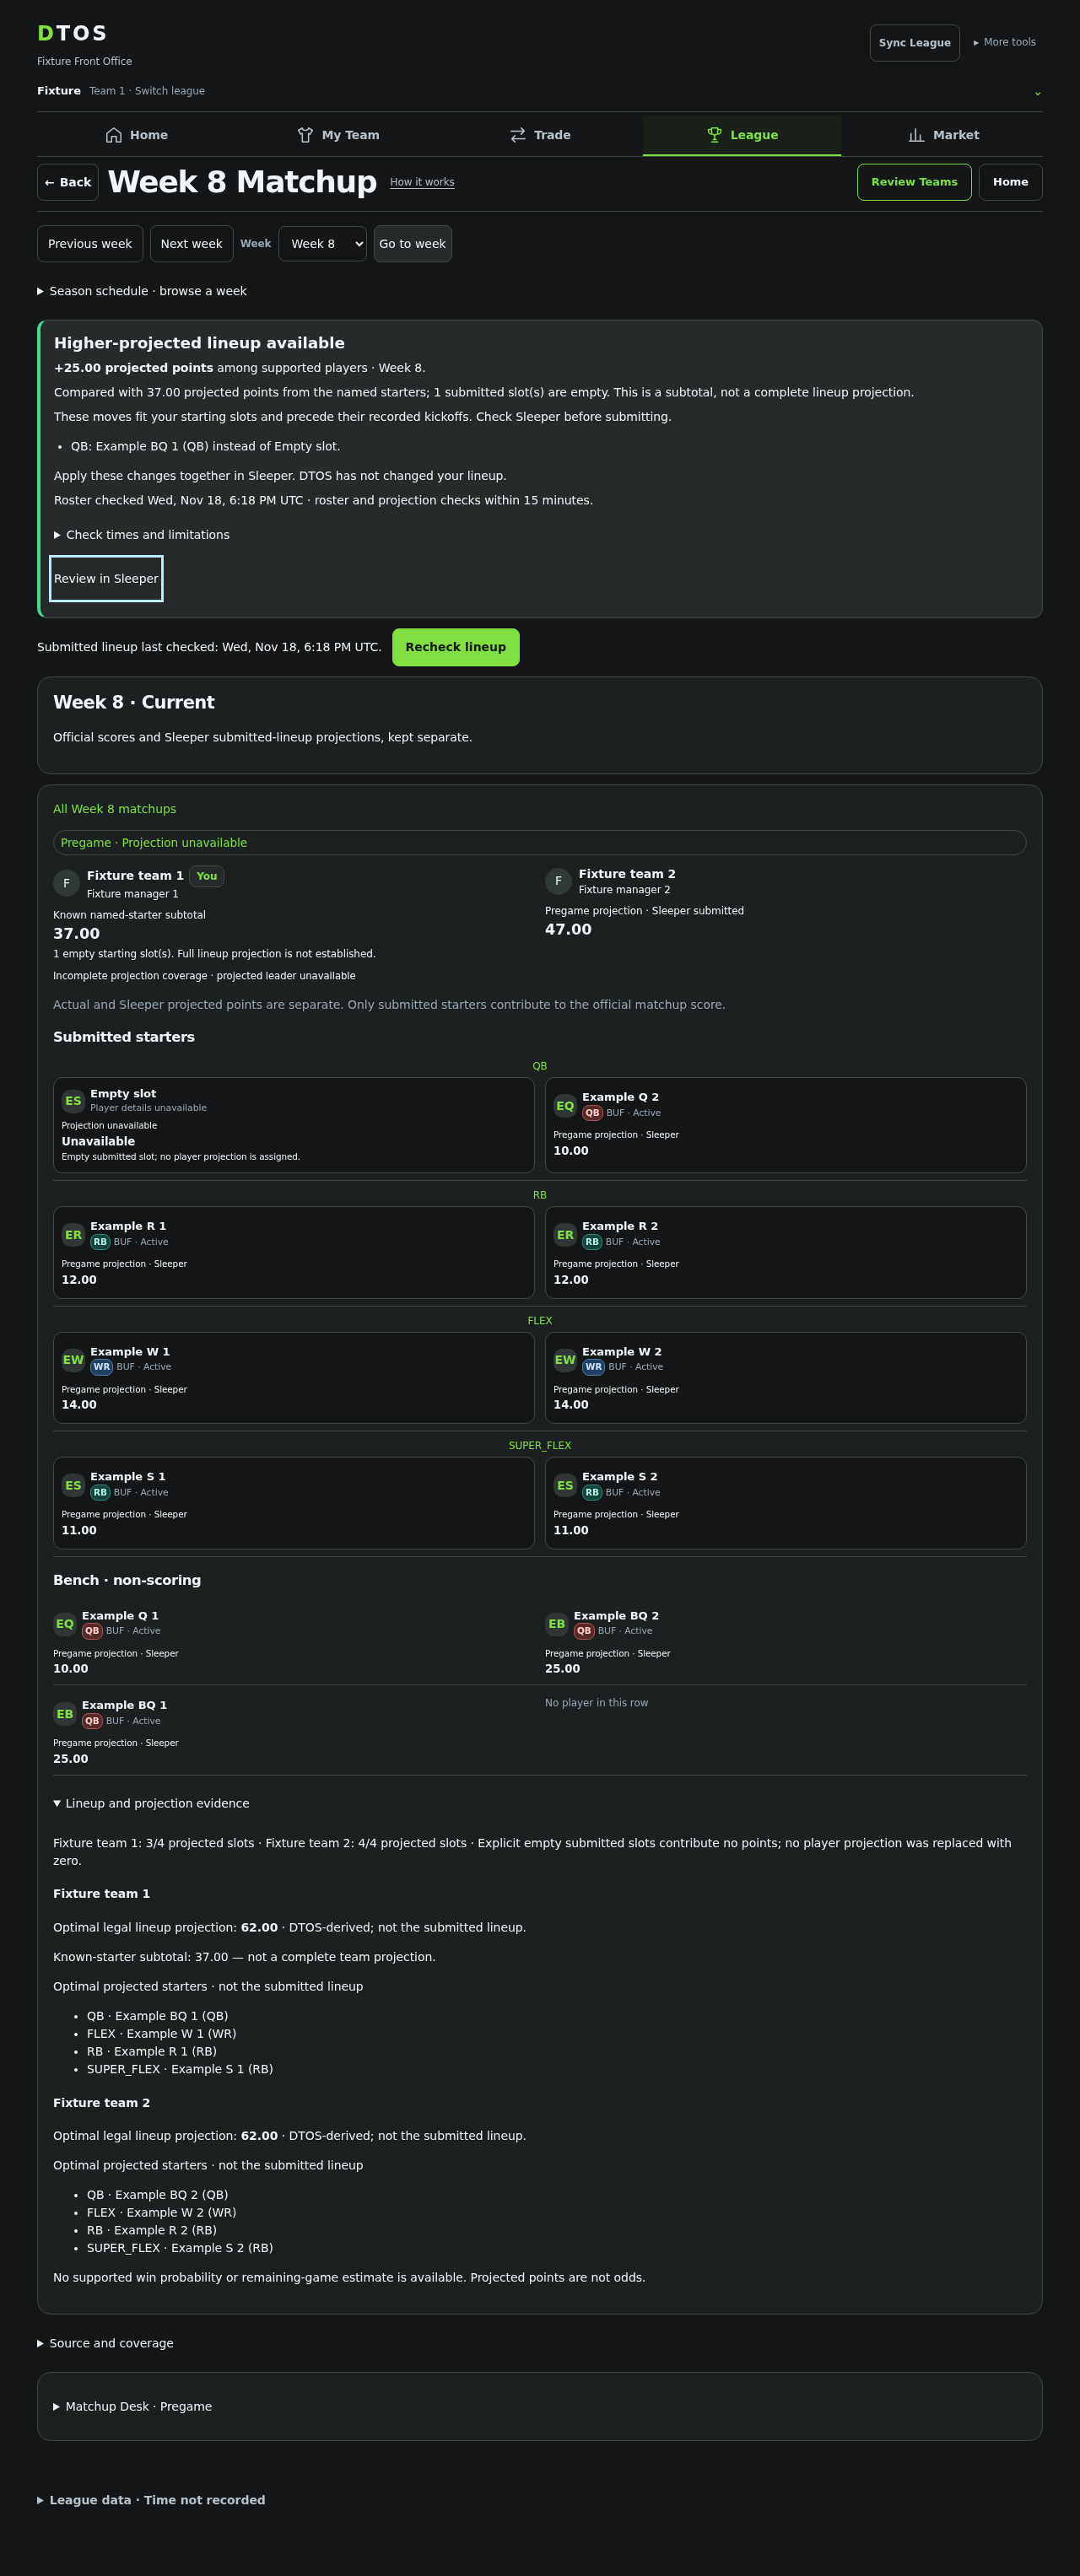 DTOS
Fixture Front Office
Sync League
▸ More tools
Fixture Team 1 · Switch league
Home
My Team
Trade
League
Market
← Back
Week 8 Matchup
How it works
Review Teams
Home
Previous week
Next week
Week
Week 8
Go to week
▶ Season schedule · browse a week
Higher-projected lineup available
+25.00 projected points among supported players · Week 8.
Compared with 37.00 projected points from the named starters; 1 submitted slot(s) are empty. This is a subtotal, not a complete lineup projection.
These moves fit your starting slots and precede their recorded kickoffs. Check Sleeper before submitting.
• QB: Example BQ 1 (QB) instead of Empty slot.
Apply these changes together in Sleeper. DTOS has not changed your lineup.
Roster checked Wed, Nov 18, 6:18 PM UTC · roster and projection checks within 15 minutes.
▶ Check times and limitations
Review in Sleeper
Submitted lineup last checked: Wed, Nov 18, 6:18 PM UTC.
Recheck lineup
Week 8 · Current
Official scores and Sleeper submitted-lineup projections, kept separate.
All Week 8 matchups
Pregame · Projection unavailable
F
Fixture team 1 You
Fixture manager 1
Known named-starter subtotal
37.00
1 empty starting slot(s). Full lineup projection is not established.
F
Fixture team 2
Fixture manager 2
Pregame projection · Sleeper submitted
47.00
Incomplete projection coverage · projected leader unavailable
Actual and Sleeper projected points are separate. Only submitted starters contribute to the official matchup score.
Submitted starters
QB
ES
Empty slot
Player details unavailable
Projection unavailable
Unavailable
Empty submitted slot; no player projection is assigned.
EQ
Example Q 2
QB BUF · Active
Pregame projection · Sleeper
10.00
RB
ER
Example R 1
RB BUF · Active
Pregame projection · Sleeper
12.00
ER
Example R 2
RB BUF · Active
Pregame projection · Sleeper
12.00
FLEX
EW
Example W 1
WR BUF · Active
Pregame projection · Sleeper
14.00
EW
Example W 2
WR BUF · Active
Pregame projection · Sleeper
14.00
SUPER_FLEX
ES
Example S 1
RB BUF · Active
Pregame projection · Sleeper
11.00
ES
Example S 2
RB BUF · Active
Pregame projection · Sleeper
11.00
Bench · non-scoring
EQ
Example Q 1
QB BUF · Active
Pregame projection · Sleeper
10.00
EB
Example BQ 2
QB BUF · Active
Pregame projection · Sleeper
25.00
EB
Example BQ 1
QB BUF · Active
Pregame projection · Sleeper
25.00
No player in this row
▼ Lineup and projection evidence
Fixture team 1: 3/4 projected slots · Fixture team 2: 4/4 projected slots · Explicit empty submitted slots contribute no points; no player projection was replaced with
zero.
Fixture team 1
Optimal legal lineup projection: 62.00 · DTOS-derived; not the submitted lineup.
Known-starter subtotal: 37.00 — not a complete team projection.
Optimal projected starters · not the submitted lineup
• QB · Example BQ 1 (QB)
• FLEX · Example W 1 (WR)
• RB · Example R 1 (RB)
• SUPER_FLEX · Example S 1 (RB)
Fixture team 2
Optimal legal lineup projection: 62.00 · DTOS-derived; not the submitted lineup.
Optimal projected starters · not the submitted lineup
• QB · Example BQ 2 (QB)
• FLEX · Example W 2 (WR)
• RB · Example R 2 (RB)
• SUPER_FLEX · Example S 2 (RB)
No supported win probability or remaining-game estimate is available. Projected points are not odds.
▶ Source and coverage
▶ Matchup Desk · Pregame
▶ League data · Time not recorded